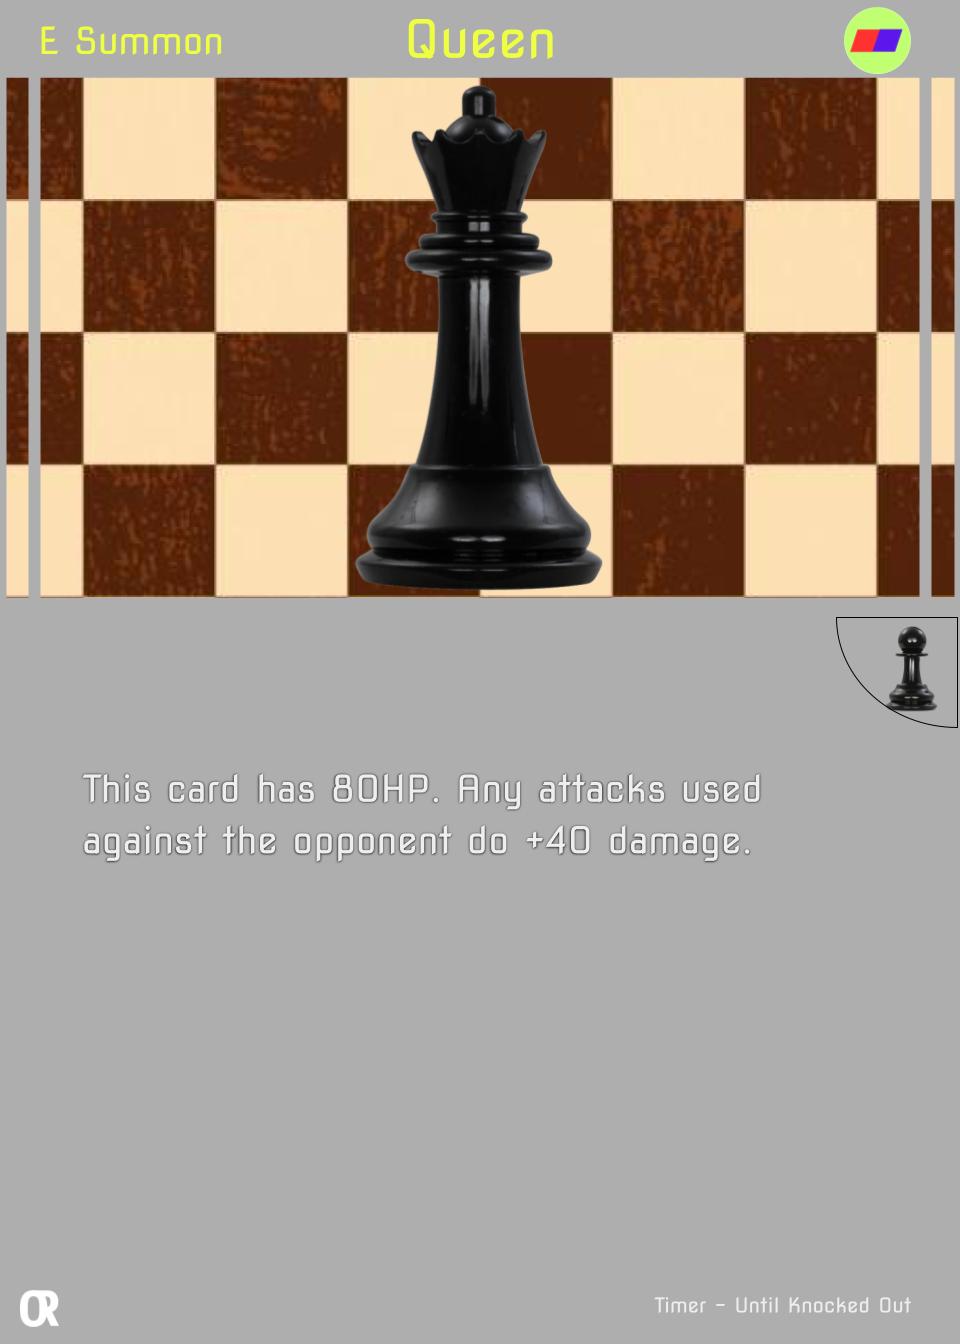 E Summon
Queen
This card has 80HP. Any attacks used
against the opponent do +40 damage.
OR
Timer - Until Knocked Out